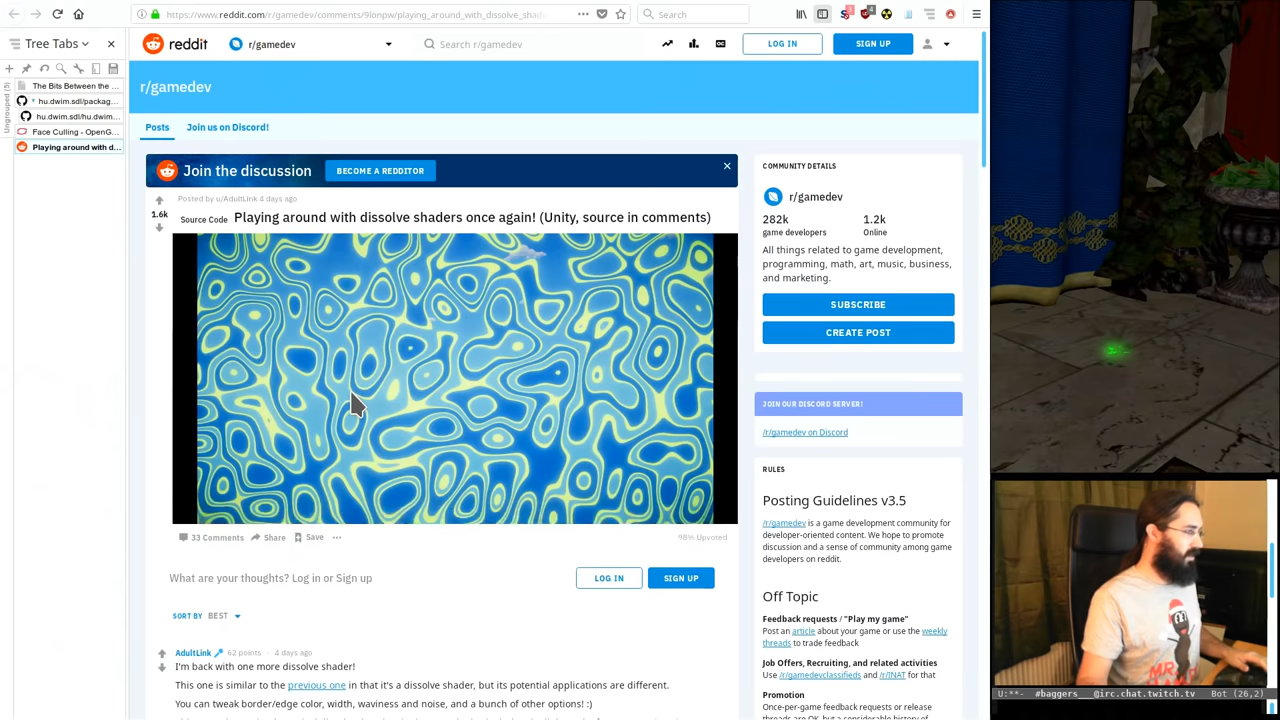 https://www.reddit.com/r/gamedev/comments/9lonpw/playing_around_with_dissolve_shade
Search
Tree Tabs
Ungrouped (5)
The Bits Between the ...
hu.dwim.sdl/packag...
hu.dwim.sdl/hu.dwim...
Face Culling - OpenG...
Playing around with d...
reddit
r/gamedev
Search r/gamedev
LOG IN
SIGN UP
r/gamedev
Posts
Join us on Discord!
Join the discussion
BECOME A REDDITOR
Posted by u/AdultLink 4 days ago
1.6k
Source Code
Playing around with dissolve shaders once again! (Unity, source in comments)
33 Comments
Share
Save
98% Upvoted
What are your thoughts? Log in or Sign up
LOG IN
SIGN UP
SORT BY BEST
AdultLink 62 points · 4 days ago
I'm back with one more dissolve shader!
This one is similar to the previous one in that it's a dissolve shader, but its potential applications are different.
You can tweak border/edge color, width, waviness and noise, and a bunch of other options! :)
COMMUNITY DETAILS
r/gamedev
282k
1.2k
game developers
Online
All things related to game development,
programming, math, art, music, business,
and marketing.
SUBSCRIBE
CREATE POST
JOIN OUR DISCORD SERVER!
/r/gamedev on Discord
RULES
Posting Guidelines v3.5
/r/gamedev is a game development community for
developer-oriented content. We hope to promote
discussion and a sense of community among game
developers on reddit.
Off Topic
Feedback requests / "Play my game"
Post an article about your game or use the weekly
threads to trade feedback
Job Offers, Recruiting, and related activities
Use /r/gamedevclassifieds and /r/INAT for that
Promotion
Once-per-game feedback requests or release
MR.
U:**- #baggers__@irc.chat.twitch.tv Bot (26,2)